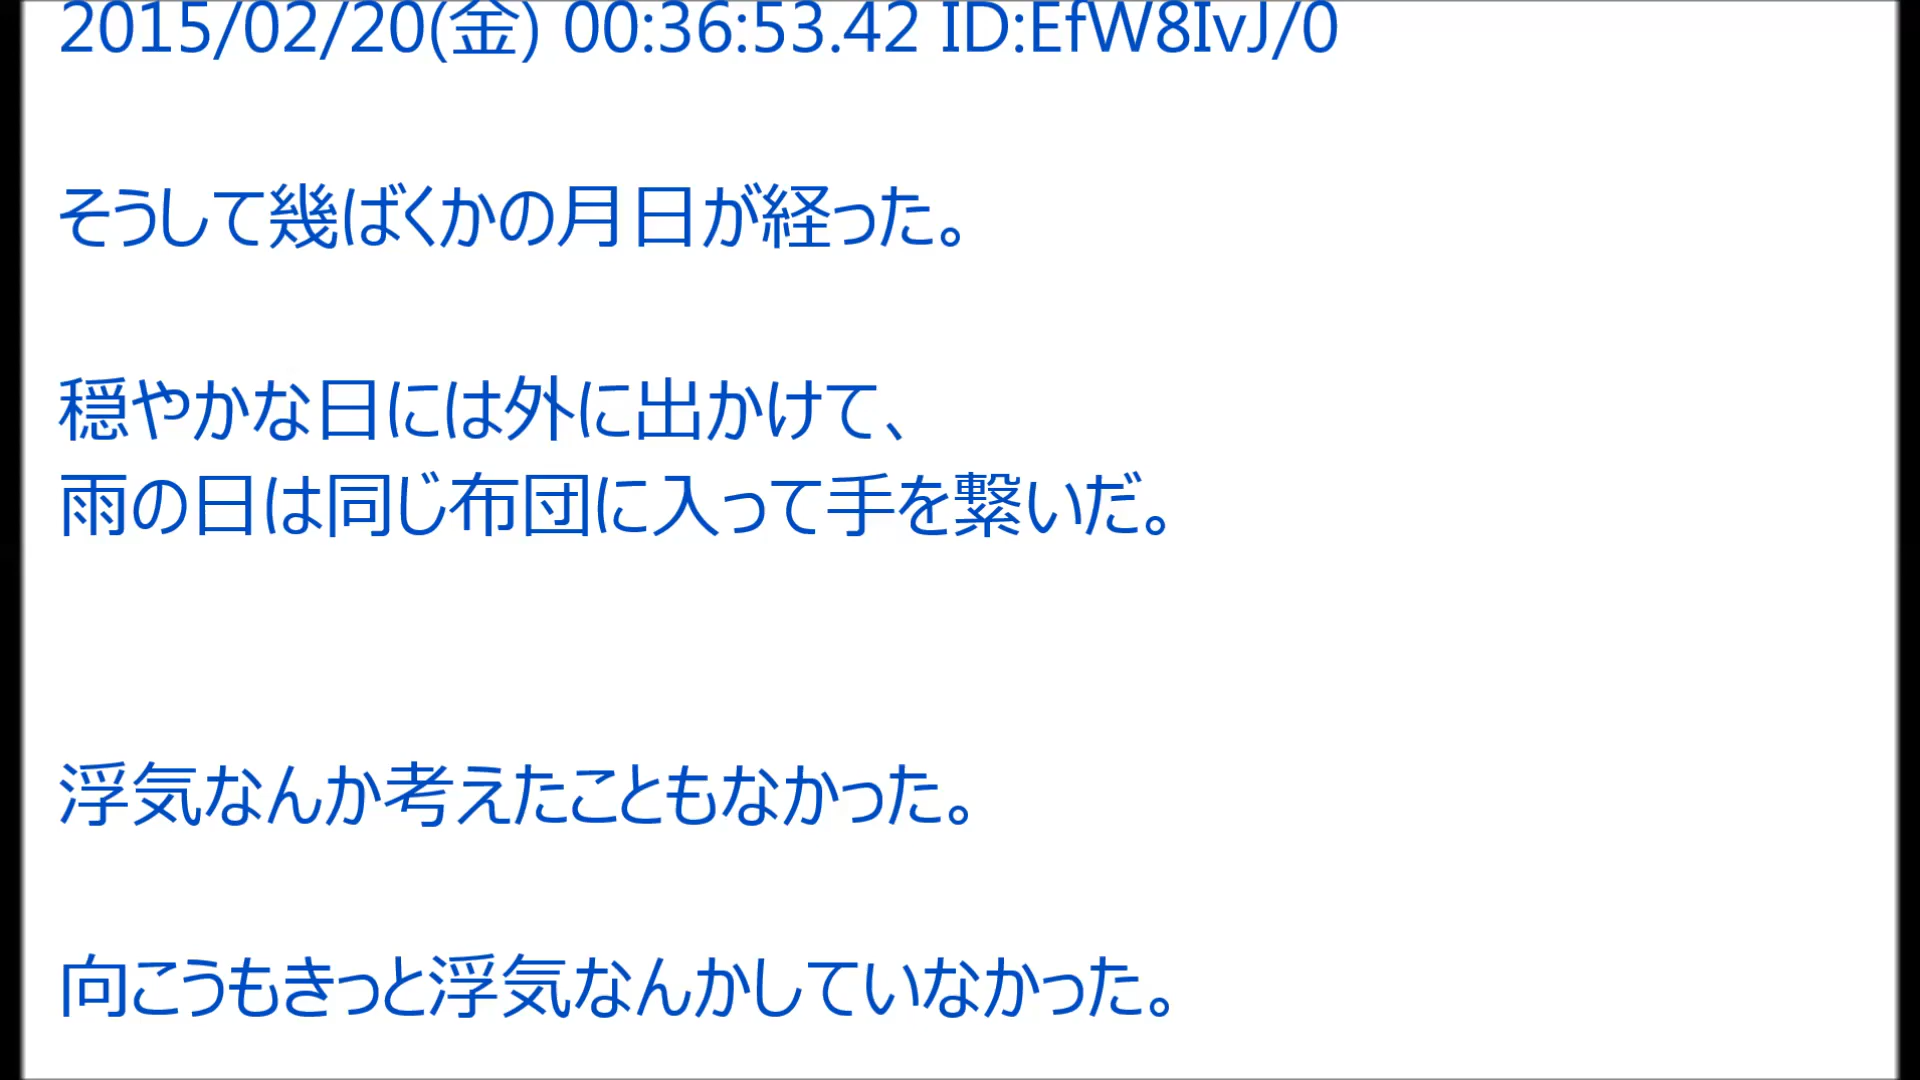 2015/02/20(金) 00:36:53.42 ID:EfW8IvJ/0
そうして幾ばくかの月日が経った。
穏やかな日には外に出かけて、
雨の日は同じ布団に入って手を繋いだ。
浮気なんか考えたこともなかった。
向こうもきっと浮気なんかしていなかった。